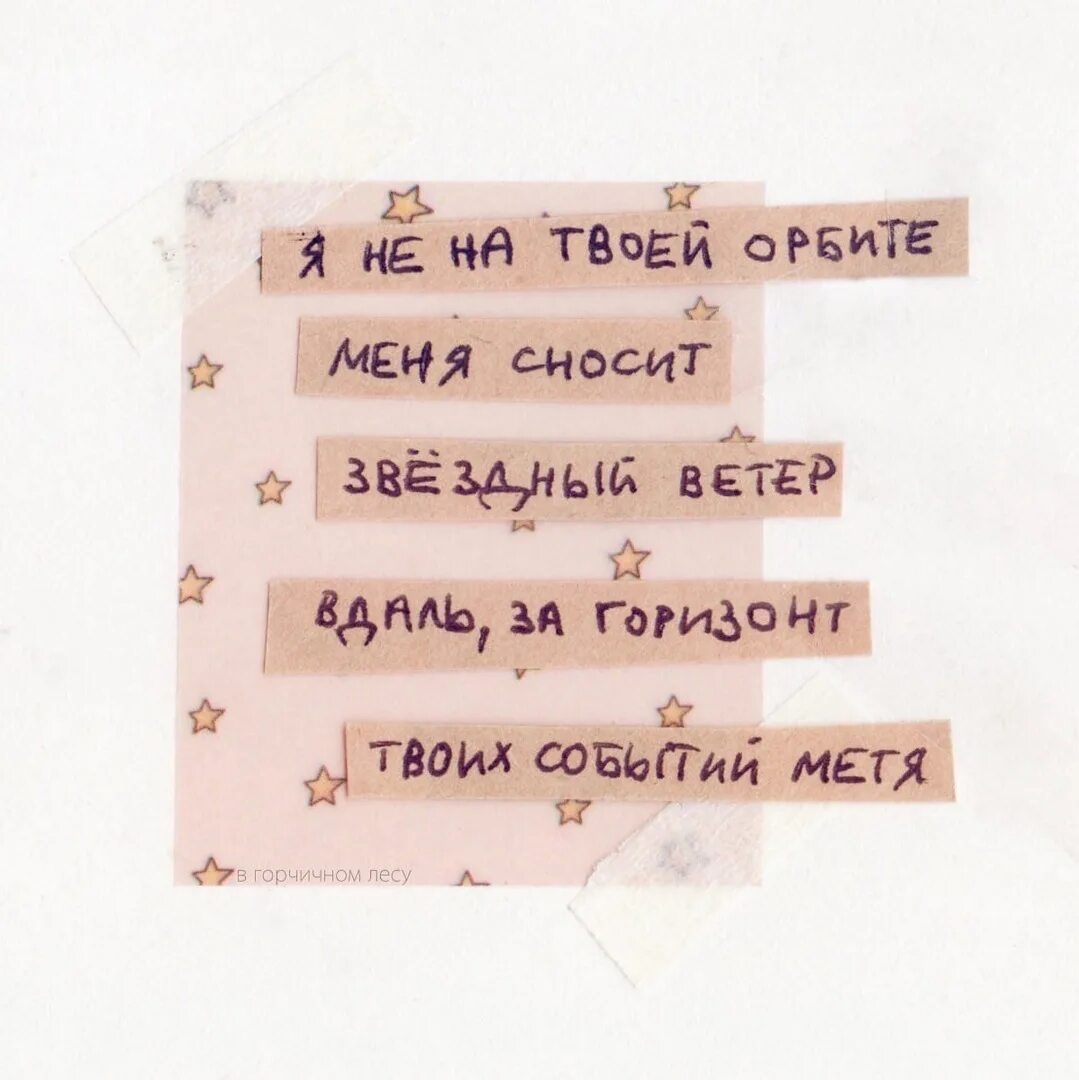 Я НЕ НА ТВОЕЙ ОРБИТЕ
МЕНЯ СНОСИТ
ЗВЁЗДНЫЙ ВЕТЕР
ВДАЛЬ, ЗА ГОРИЗОНТ
ТВОИХ СОБЫТИЙ МЕТЯ
в горчичном лесу